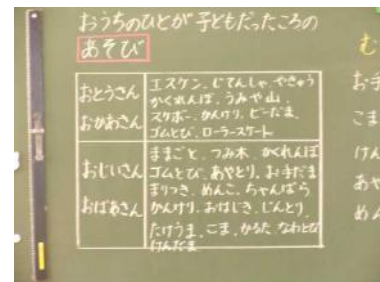 おうちのひとが子どもだったころの
あそび
おとうさん
おかあさん
エスケン、じてんしゃ、やきゅう
かくれんぼ、うみや山、
スケボー、かんけり、ビーだま、
ゴムとび、ローラースケート
おじいさん
おばあさん
ままごと、つみ木、かくれんぼ
ゴムとび、あやとり、お手だま
まりつき、めんこ、ちゃんばら
かんけり、おはじき、じんとり、
たけうま、こま、かるた、なわとび
けんだま
む
お手
こま
けん
あや
めん